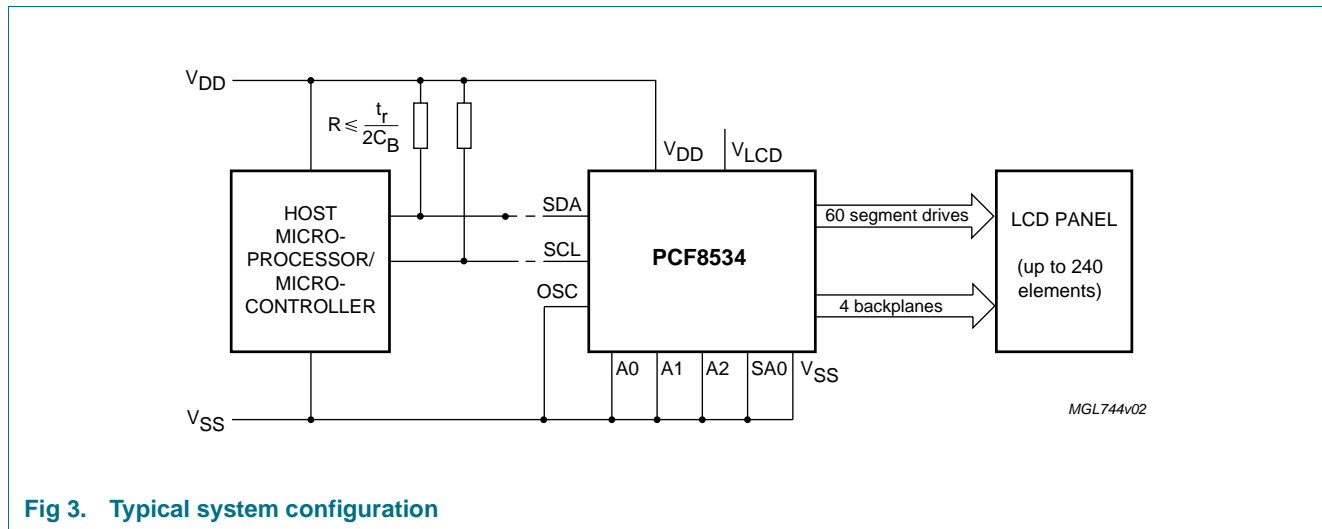 VDD
R ≤ tr
2CB
VDD
VLCD
HOST
MICRO-
PROCESSOR/
MICRO-
CONTROLLER
SDA
SCL
OSC
PCF8534
60 segment drives
4 backplanes
LCD PANEL
(up to 240
elements)
A0 A1 A2 SA0 VSS
VSS
MGL744v02
Fig 3. Typical system configuration